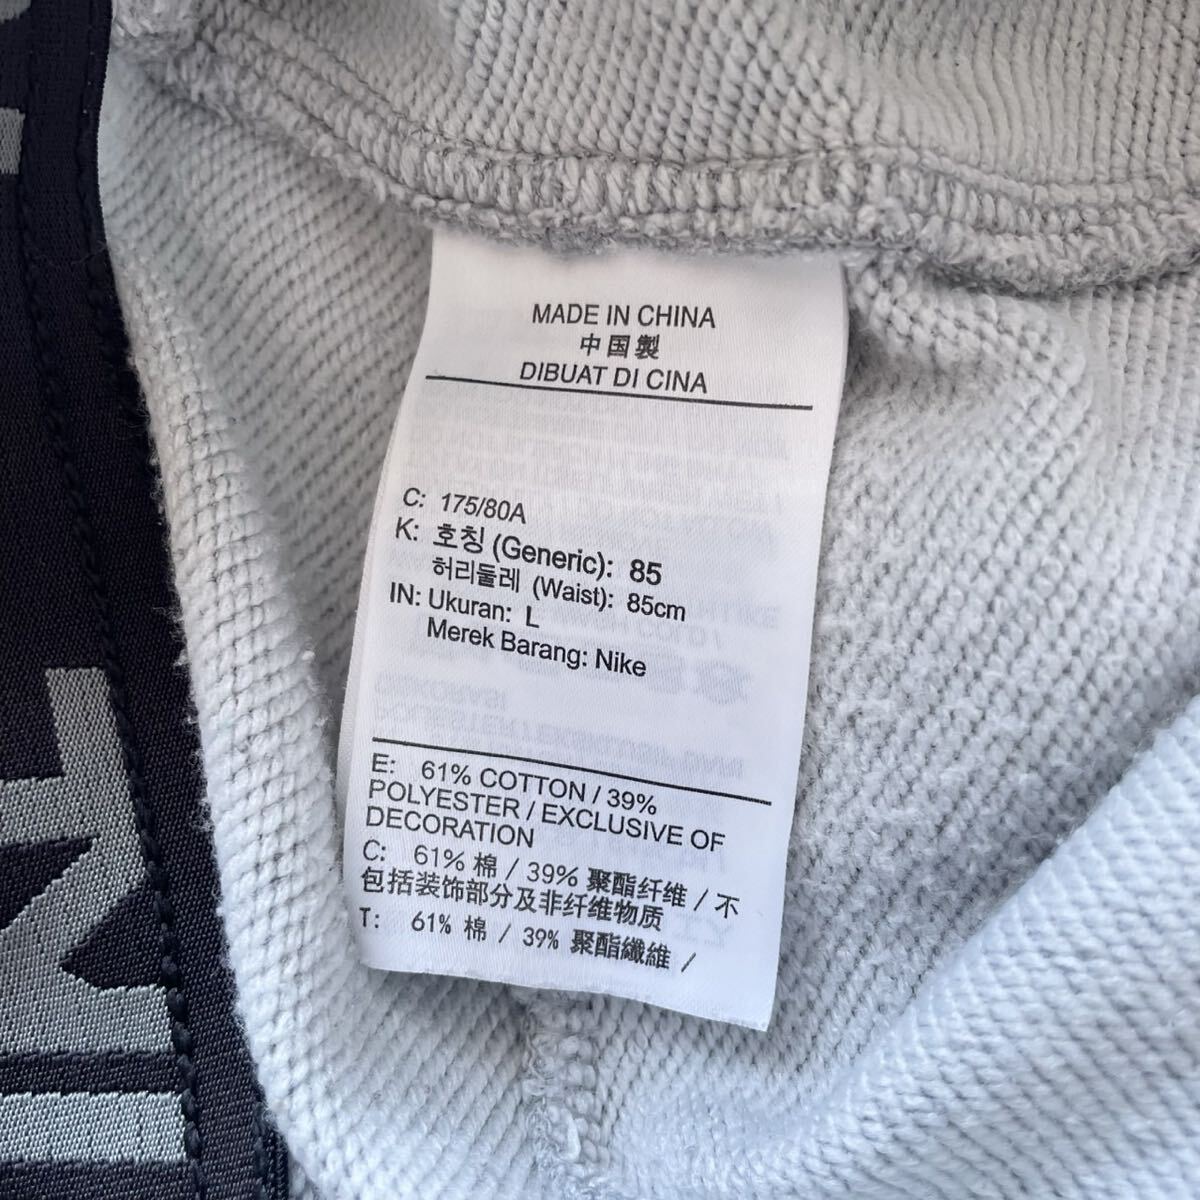 MADE IN CHINA
中国製
DIBUAT DI CINA
C: 175/80A
K: 호칭 (Generic): 85
허리둘레 (Waist): 85cm
IN: Ukuran: L
Merek Barang: Nike
E: 61% COTTON / 39%
POLYESTER / EXCLUSIVE OF
DECORATION
C: 61% 棉 / 39% 聚酯纤维 / 不
包括装饰部分及非纤维物质
T: 61% 棉 / 39% 聚酯纖維 /